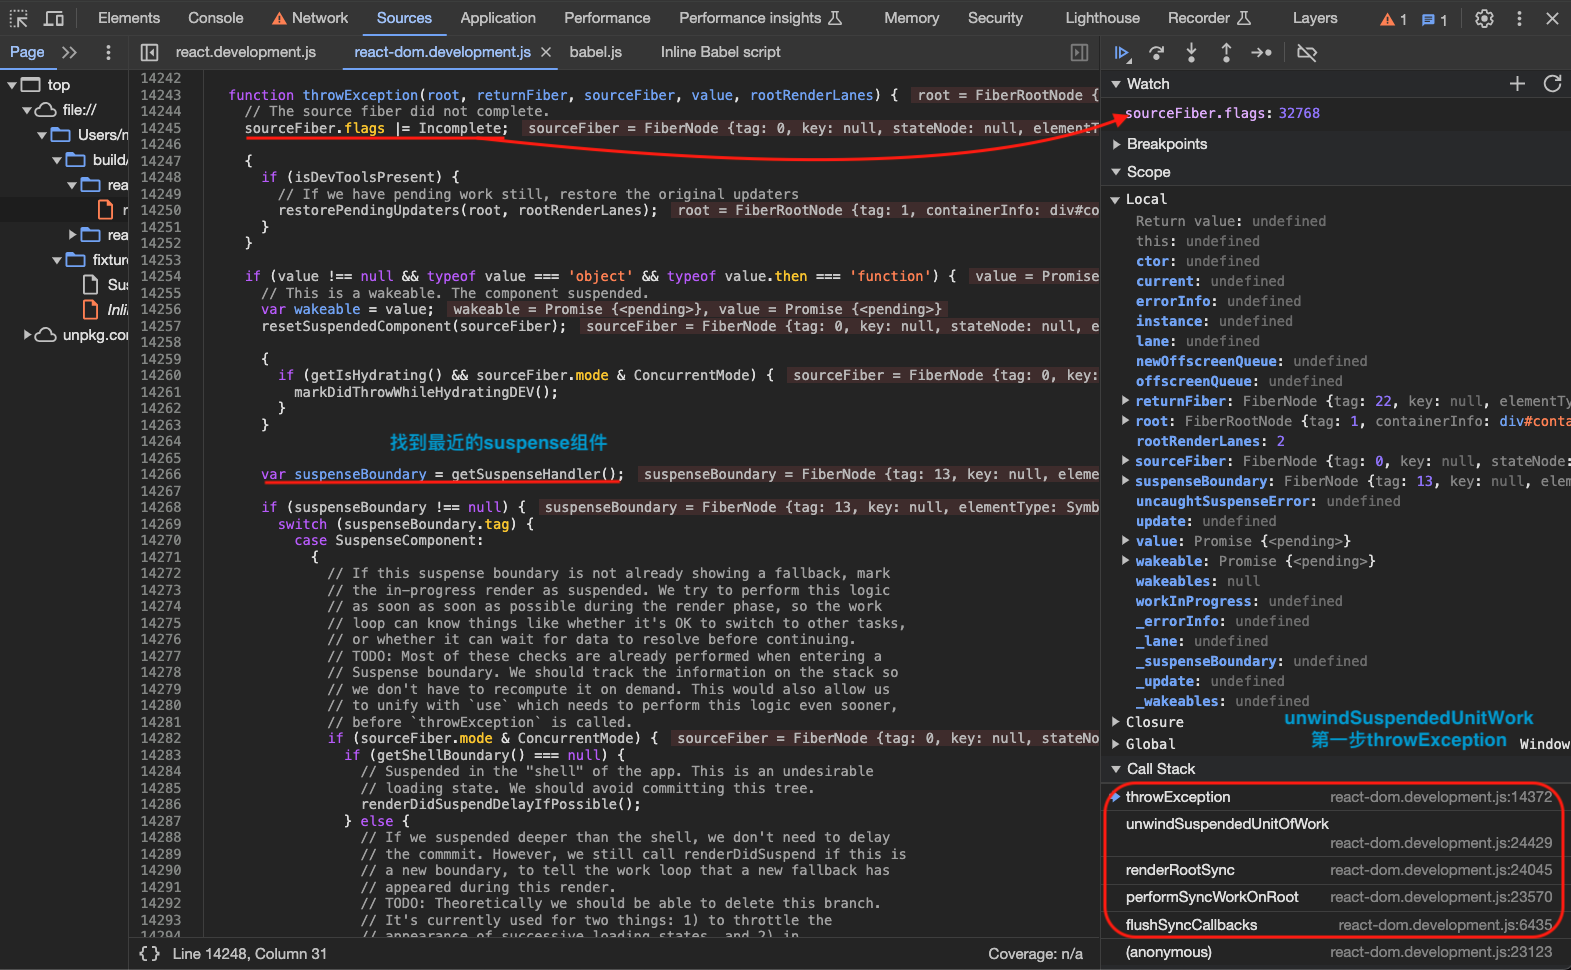 Elements Console Network Sources Application Performance Performance insights Memory Security Lighthouse Recorder Layers 1 1
Page react.development.js react-dom.development.js babel.js Inline Babel script
top
file://
Users/n
build/
rea
r
rea
fixture
Sus
Inli
unpkg.con
14242
14243 function throwException(root, returnFiber, sourceFiber, value, rootRenderLanes) { root = FiberRootNode {
14244 // The source fiber did not complete.
14245 sourceFiber.flags |= Incomplete; sourceFiber = FiberNode {tag: 0, key: null, stateNode: null, elementT
14246
14247 {
14248 if (isDevToolsPresent) {
14249 // If we have pending work still, restore the original updaters
14250 restorePendingUpdaters(root, rootRenderLanes); root = FiberRootNode {tag: 1, containerInfo: div#co
14251 }
14252 }
14253
14254 if (value !== null && typeof value === 'object' && typeof value.then === 'function') { value = Promise
14255 // This is a wakeable. The component suspended.
14256 var wakeable = value; wakeable = Promise {<pending>}, value = Promise {<pending>}
14257 resetSuspendedComponent(sourceFiber); sourceFiber = FiberNode {tag: 0, key: null, stateNode: null, e
14258
14259 {
14260 if (getIsHydrating() && sourceFiber.mode & ConcurrentMode) { sourceFiber = FiberNode {tag: 0, key:
14261 markDidThrowWhileHydratingDEV();
14262 }
14263 }
14264 找到最近的suspense组件
14265
14266 var suspenseBoundary = getSuspenseHandler(); suspenseBoundary = FiberNode {tag: 13, key: null, eleme
14267
14268 if (suspenseBoundary !== null) { suspenseBoundary = FiberNode {tag: 13, key: null, elementType: Symb
14269 switch (suspenseBoundary.tag) {
14270 case SuspenseComponent:
14271 {
14272 // If this suspense boundary is not already showing a fallback, mark
14273 // the in-progress render as suspended. We try to perform this logic
14274 // as soon as soon as possible during the render phase, so the work
14275 // loop can know things like whether it's OK to switch to other tasks,
14276 // or whether it can wait for data to resolve before continuing.
14277 // TODO: Most of these checks are already performed when entering a
14278 // Suspense boundary. We should track the information on the stack so
14279 // we don't have to recompute it on demand. This would also allow us
14280 // to unify with `use` which needs to perform this logic even sooner,
14281 // before `throwException` is called.
14282 if (sourceFiber.mode & ConcurrentMode) { sourceFiber = FiberNode {tag: 0, key: null, stateNo
14283 if (getShellBoundary() === null) {
14284 // Suspended in the "shell" of the app. This is an undesirable
14285 // loading state. We should avoid committing this tree.
14286 renderDidSuspendDelayIfPossible();
14287 } else {
14288 // If we suspended deeper than the shell, we don't need to delay
14289 // the commmit. However, we still call renderDidSuspend if this is
14290 // a new boundary, to tell the work loop that a new fallback has
14291 // appeared during this render.
14292 // TODO: Theoretically we should be able to delete this branch.
14293 // It's currently used for two things: 1) to throttle the
14294 // appearance of successive loading states, and 2) in
{} Line 14248, Column 31 Coverage: n/a
Watch
sourceFiber.flags: 32768
Breakpoints
Scope
Local
Return value: undefined
this: undefined
ctor: undefined
current: undefined
errorInfo: undefined
instance: undefined
lane: undefined
newOffscreenQueue: undefined
offscreenQueue: undefined
returnFiber: FiberNode {tag: 22, key: null, elementTy
root: FiberRootNode {tag: 1, containerInfo: div#conta
rootRenderLanes: 2
sourceFiber: FiberNode {tag: 0, key: null, stateNode:
suspenseBoundary: FiberNode {tag: 13, key: null, elem
uncaughtSuspenseError: undefined
update: undefined
value: Promise {<pending>}
wakeable: Promise {<pending>}
wakeables: null
workInProgress: undefined
_errorInfo: undefined
_lane: undefined
_suspenseBoundary: undefined
_update: undefined
_wakeables: undefined
Closure unwindSuspendedUnitWork
Global 第一步throwException Window
Call Stack
throwException react-dom.development.js:14372
unwindSuspendedUnitOfWork
react-dom.development.js:24429
renderRootSync react-dom.development.js:24045
performSyncWorkOnRoot react-dom.development.js:23570
flushSyncCallbacks react-dom.development.js:6435
(anonymous) react-dom.development.js:23123